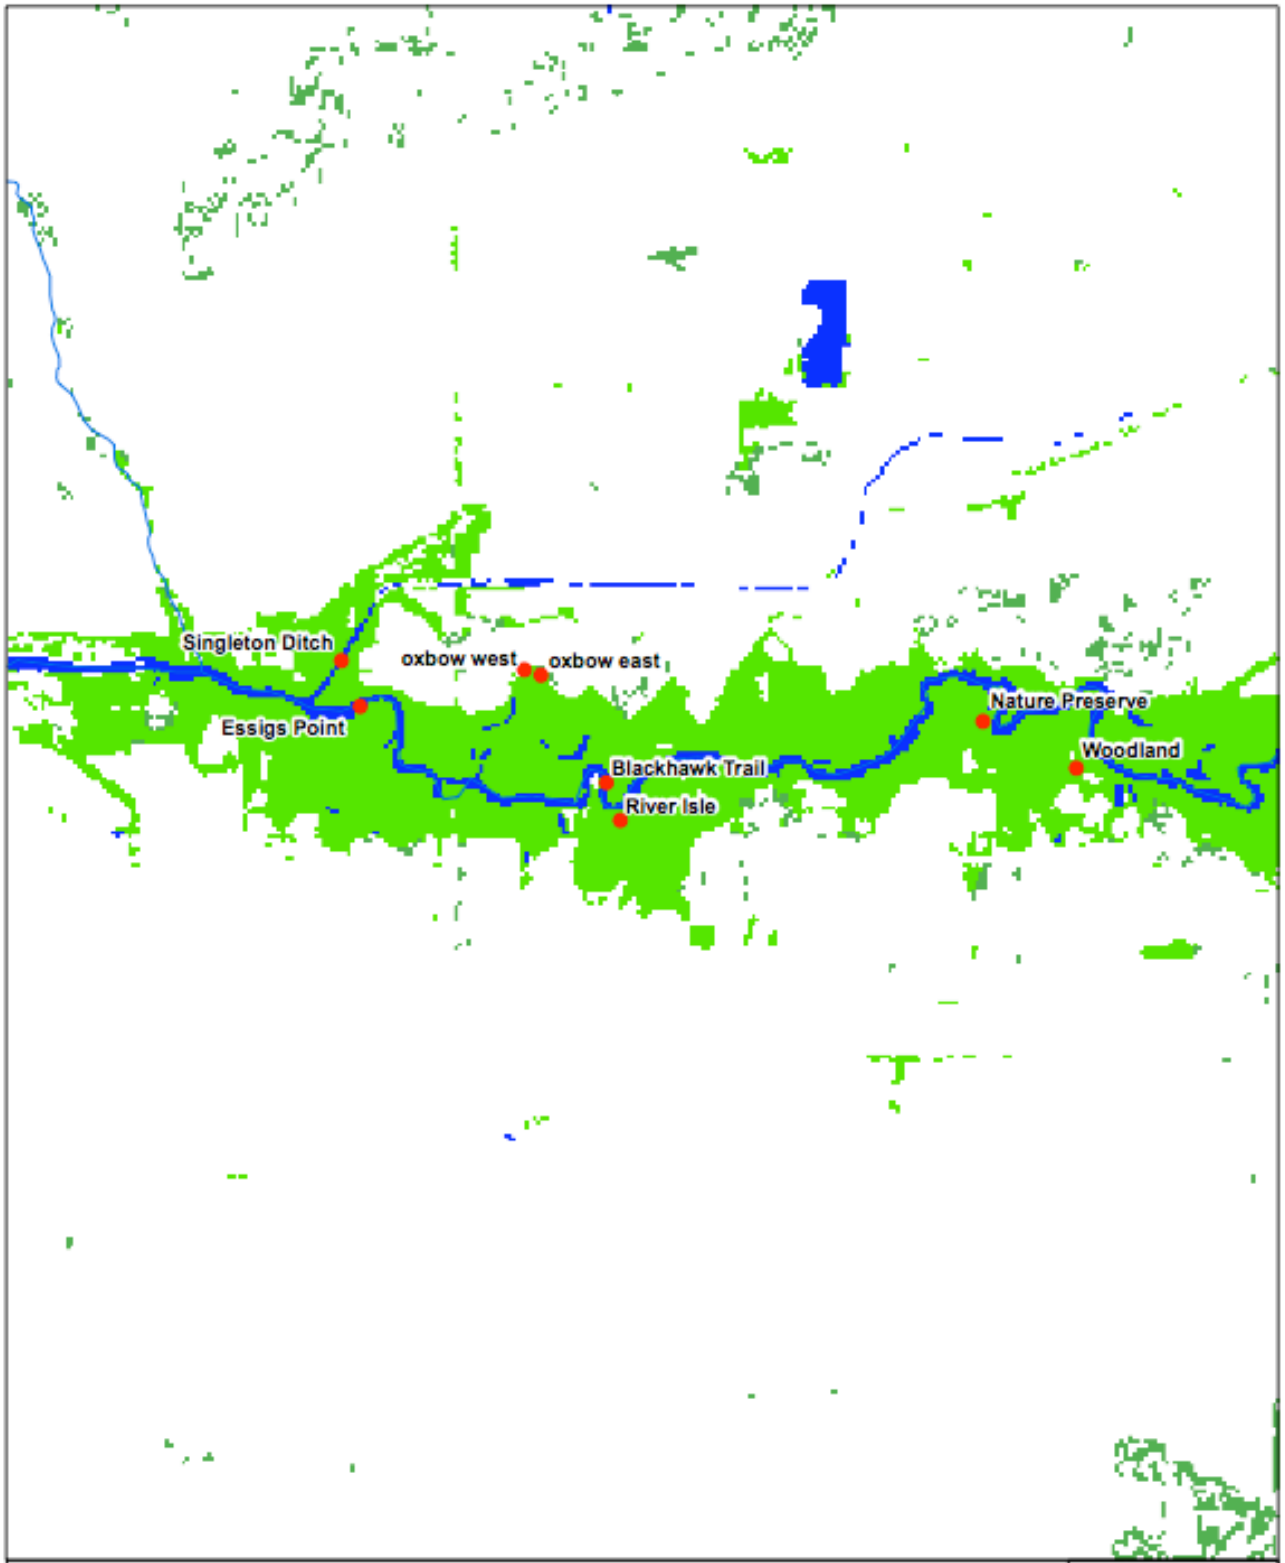 Singleton Ditch
oxbow west
oxbow east
Essigs Point
Nature Preserve
Woodland
Blackhawk Trail
River Isle